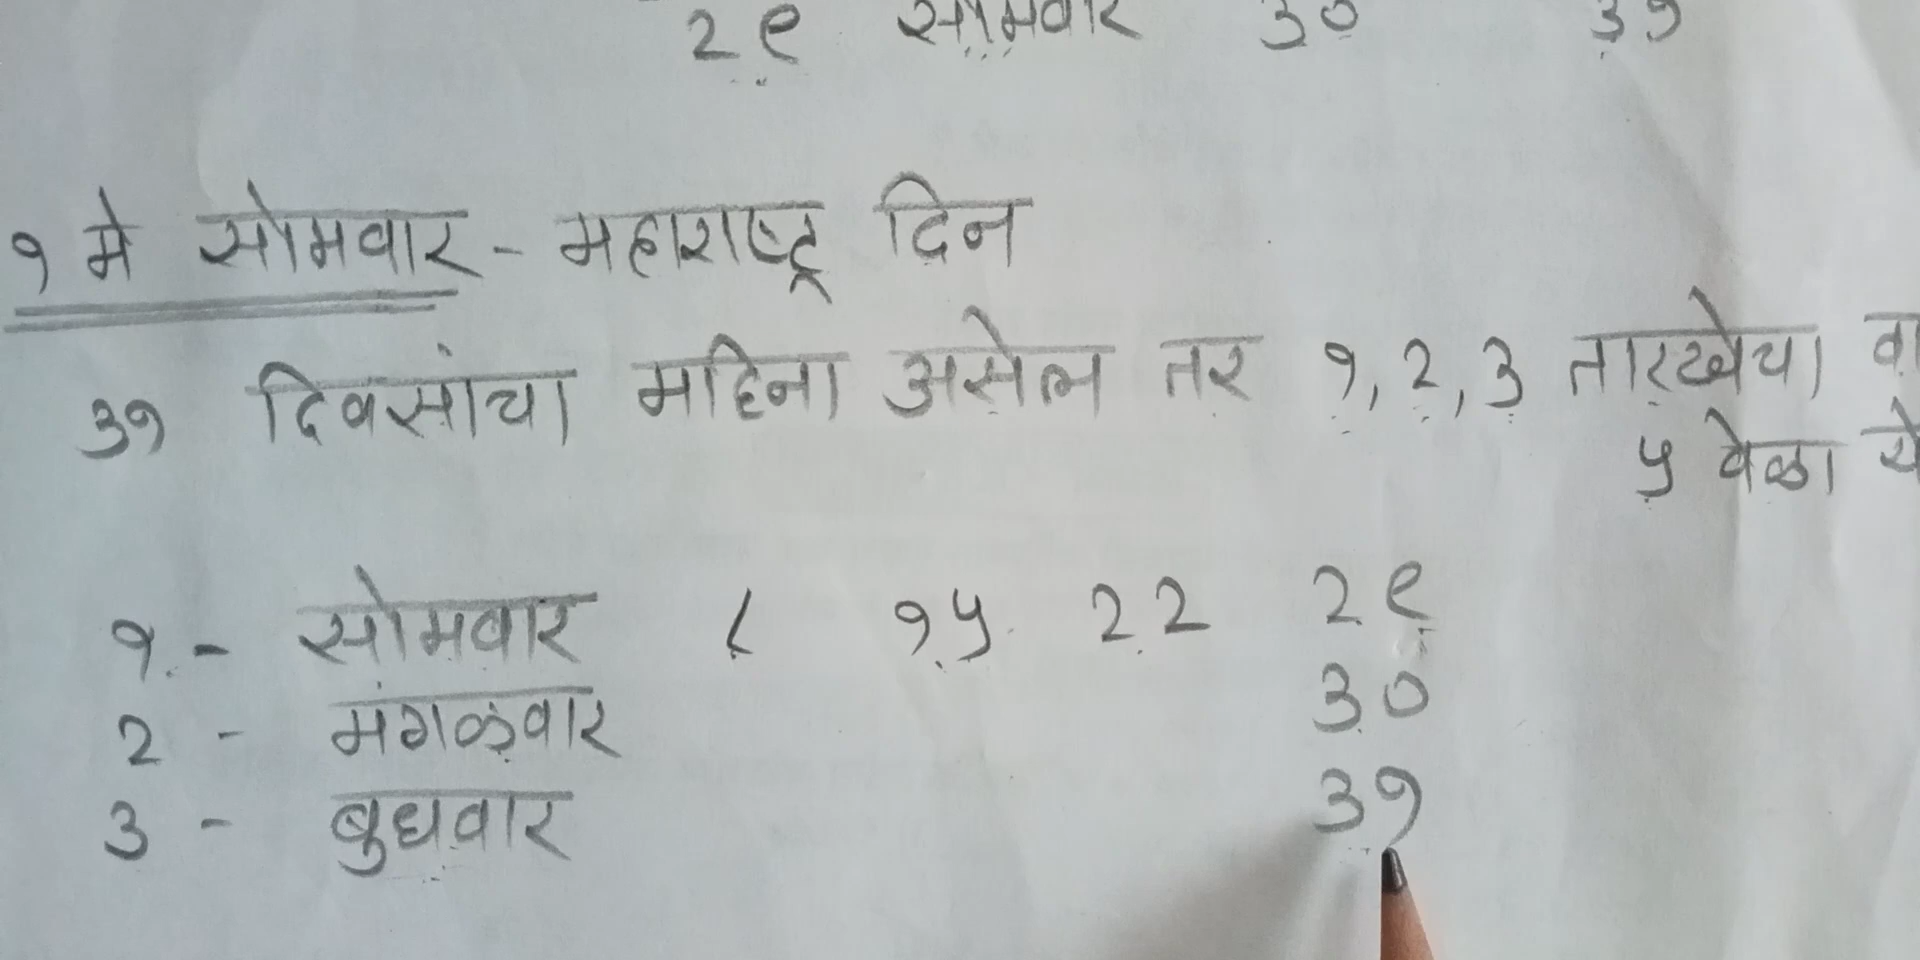 २९ सोमवार ३० ३१
१ मे सोमवार - महाराष्ट्र दिन
३१ दिवसांचा महिना असेल तर १, २, ३ तारखेचा
५ वेळा
१ - सोमवार ८ १५ २२ २९
२ - मंगळवार ३०
३ - बुधवार ३१